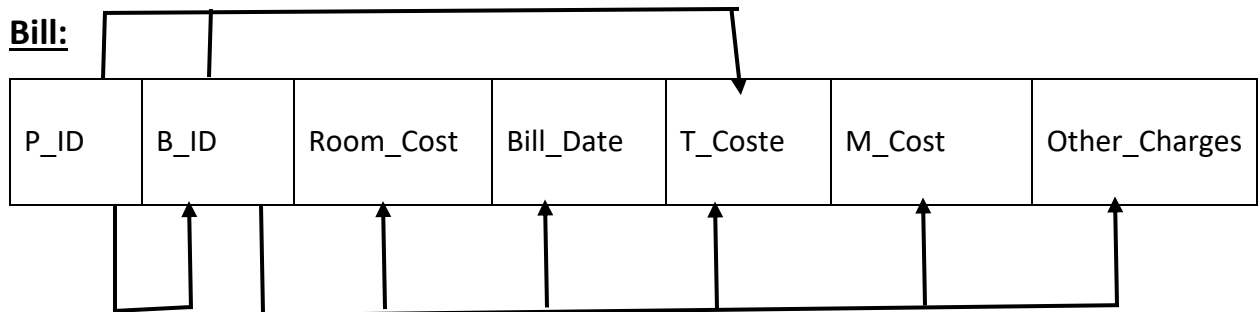 Bill:
P_ID B_ID Room_Cost Bill_Date T_Coste M_Cost Other_Charges